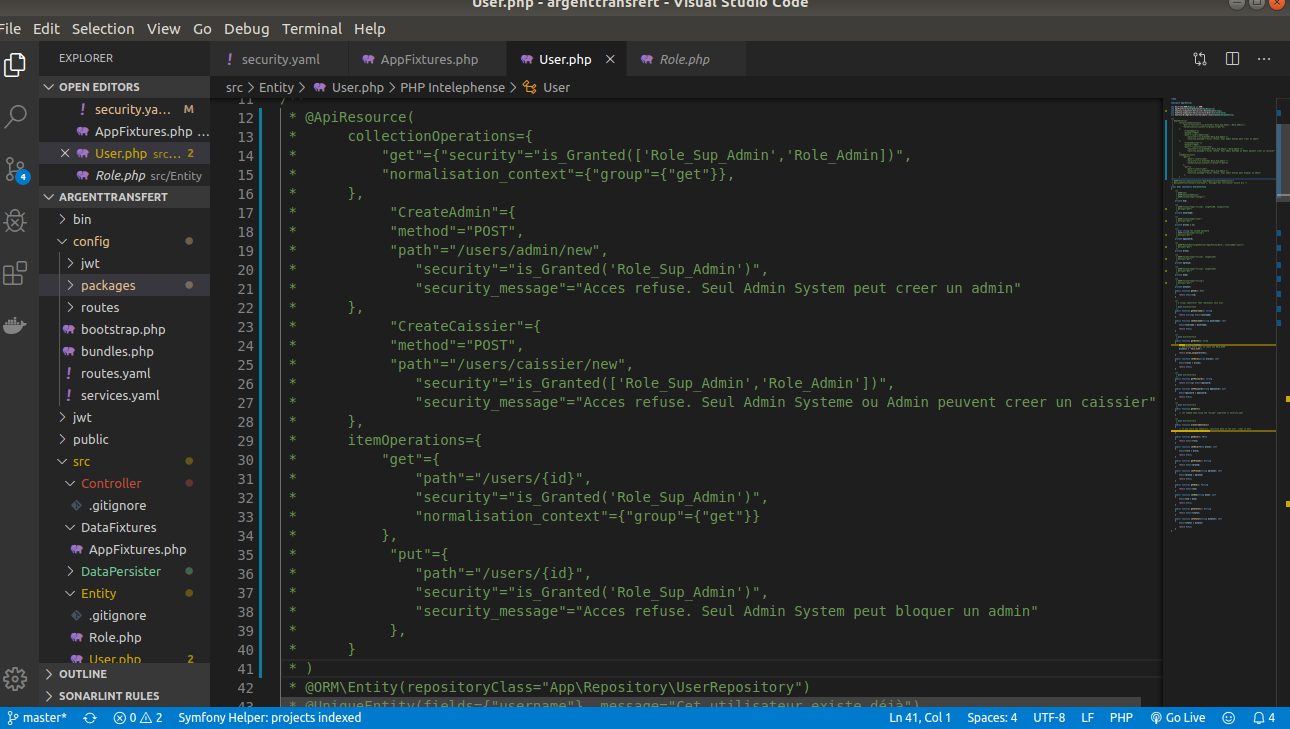 User.php - argenttransfert - Visual Studio Code
File Edit Selection View Go Debug Terminal Help
EXPLORER
! security.yaml
AppFixtures.php
User.php ×
Role.php
···
OPEN EDITORS
! security.ya... M
AppFixtures.php ...
× User.php src... 2
Role.php src/Entity
ARGENTTRANSFERT
bin
config
jwt
packages
routes
bootstrap.php
bundles.php
! routes.yaml
! services.yaml
jwt
public
src
Controller
.gitignore
DataFixtures
AppFixtures.php
DataPersister
Entity
.gitignore
Role.php
User.php 2
OUTLINE
SONARLINT RULES
4
src > Entity > User.php > PHP Intelephense > User
11 /**
12 * @ApiResource(
13 * collectionOperations={
14 * "get"={"security"="is_Granted(['Role_Sup_Admin','Role_Admin])",
15 * "normalisation_context"={"group"={"get"}},
16 * },
17 * "CreateAdmin"={
18 * "method"="POST",
19 * "path"="/users/admin/new",
20 * "security"="is_Granted('Role_Sup_Admin')",
21 * "security_message"="Acces refuse. Seul Admin System peut creer un admin"
22 * },
23 * "CreateCaissier"={
24 * "method"="POST",
25 * "path"="/users/caissier/new",
26 * "security"="is_Granted(['Role_Sup_Admin','Role_Admin'])",
27 * "security_message"="Acces refuse. Seul Admin Systeme ou Admin peuvent creer un caissier"
28 * },
29 * itemOperations={
30 * "get"={
31 * "path"="/users/{id}",
32 * "security"="is_Granted('Role_Sup_Admin')",
33 * "normalisation_context"={"group"={"get"}}
34 * },
35 * "put"={
36 * "path"="/users/{id}",
37 * "security"="is_Granted('Role_Sup_Admin')",
38 * "security_message"="Acces refuse. Seul Admin System peut bloquer un admin"
39 * },
40 * }
41 * )
42 * @ORM\Entity(repositoryClass="App\Repository\UserRepository")
43 * @UniqueEntity(fields={"username"}, message="Cet utilisateur existe déjà")
master* 0 2 Symfony Helper: projects indexed Ln 41, Col 1 Spaces: 4 UTF-8 LF PHP Go Live 4